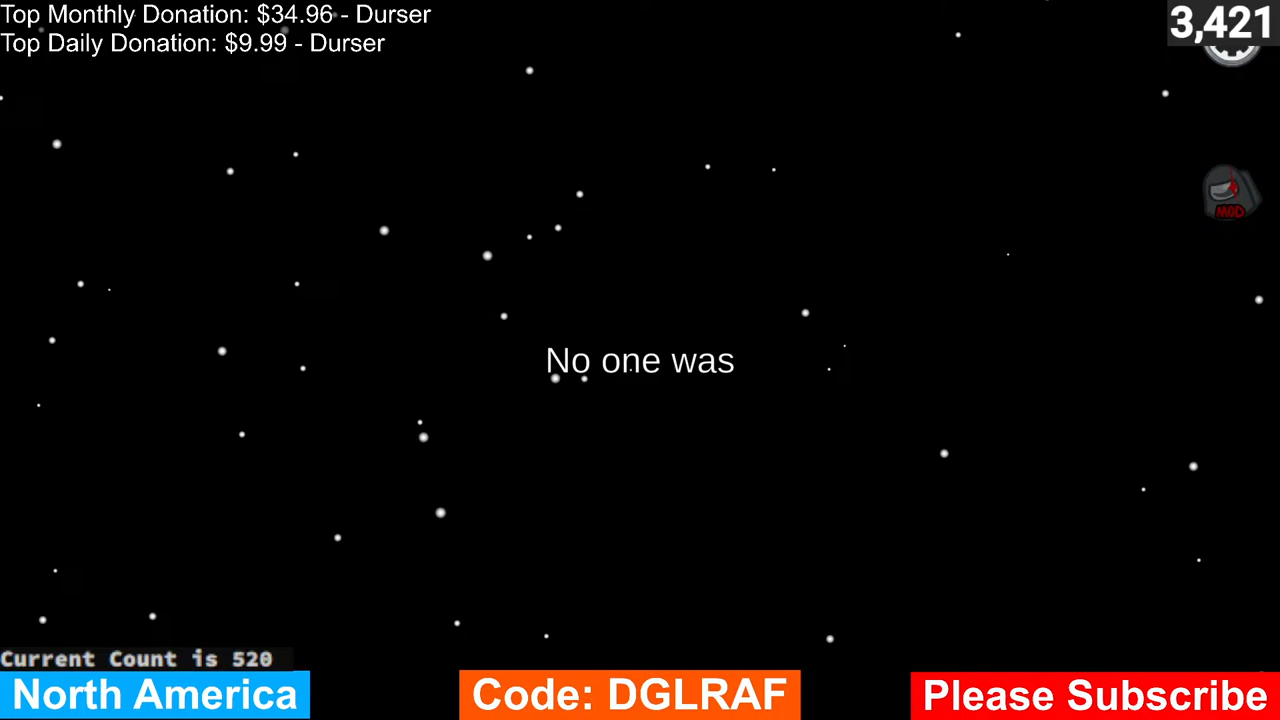 Top Monthly Donation: $34.96 - Durser
Top Daily Donation: $9.99 - Durser
3,421
MOD
No one was
Current Count is 520
North America
Code: DGLRAF
Please Subscribe